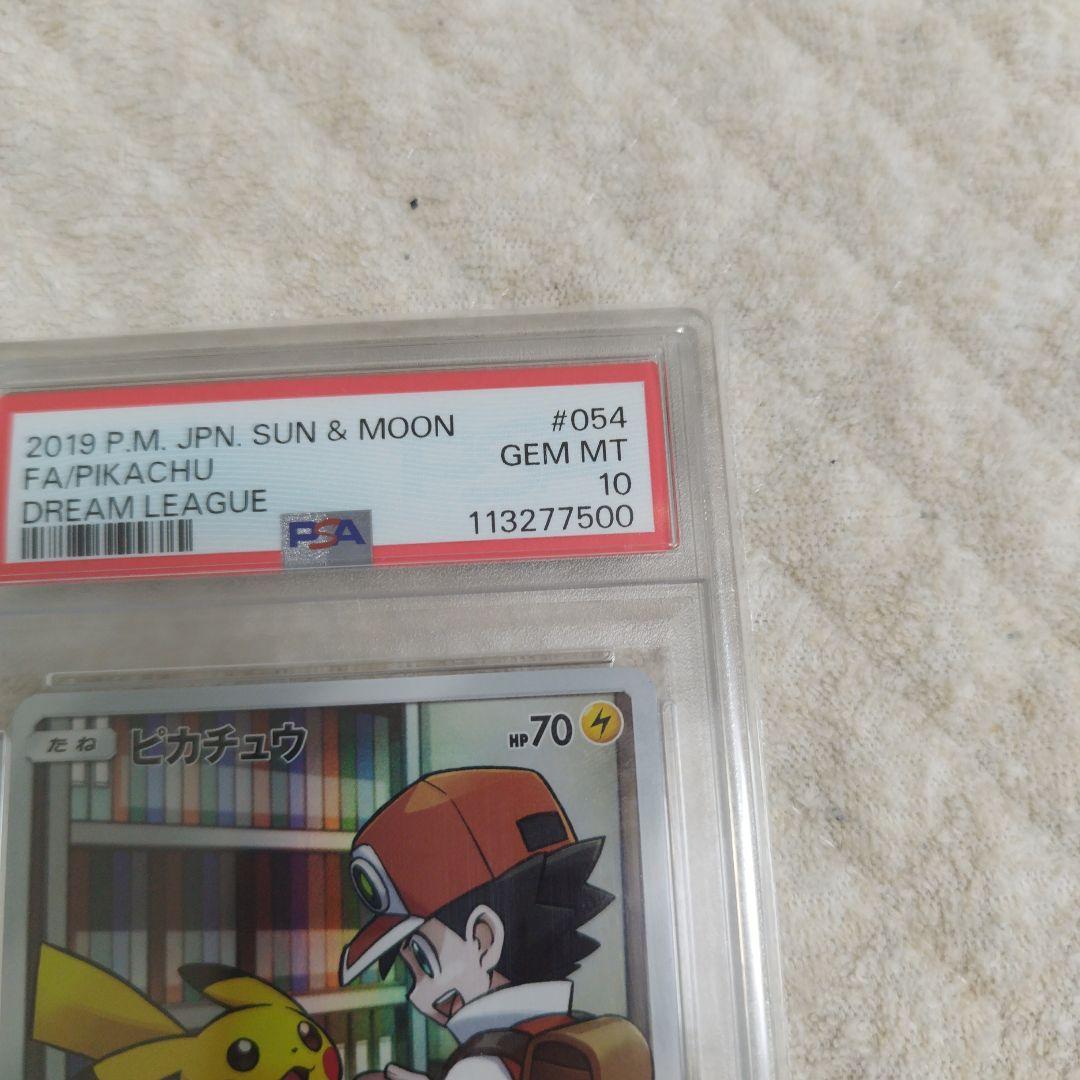 2019 P.M. JPN. SUN & MOON #054
FA/PIKACHU GEM MT
DREAM LEAGUE 10
PSA 113277500
たね ピカチュウ HP70